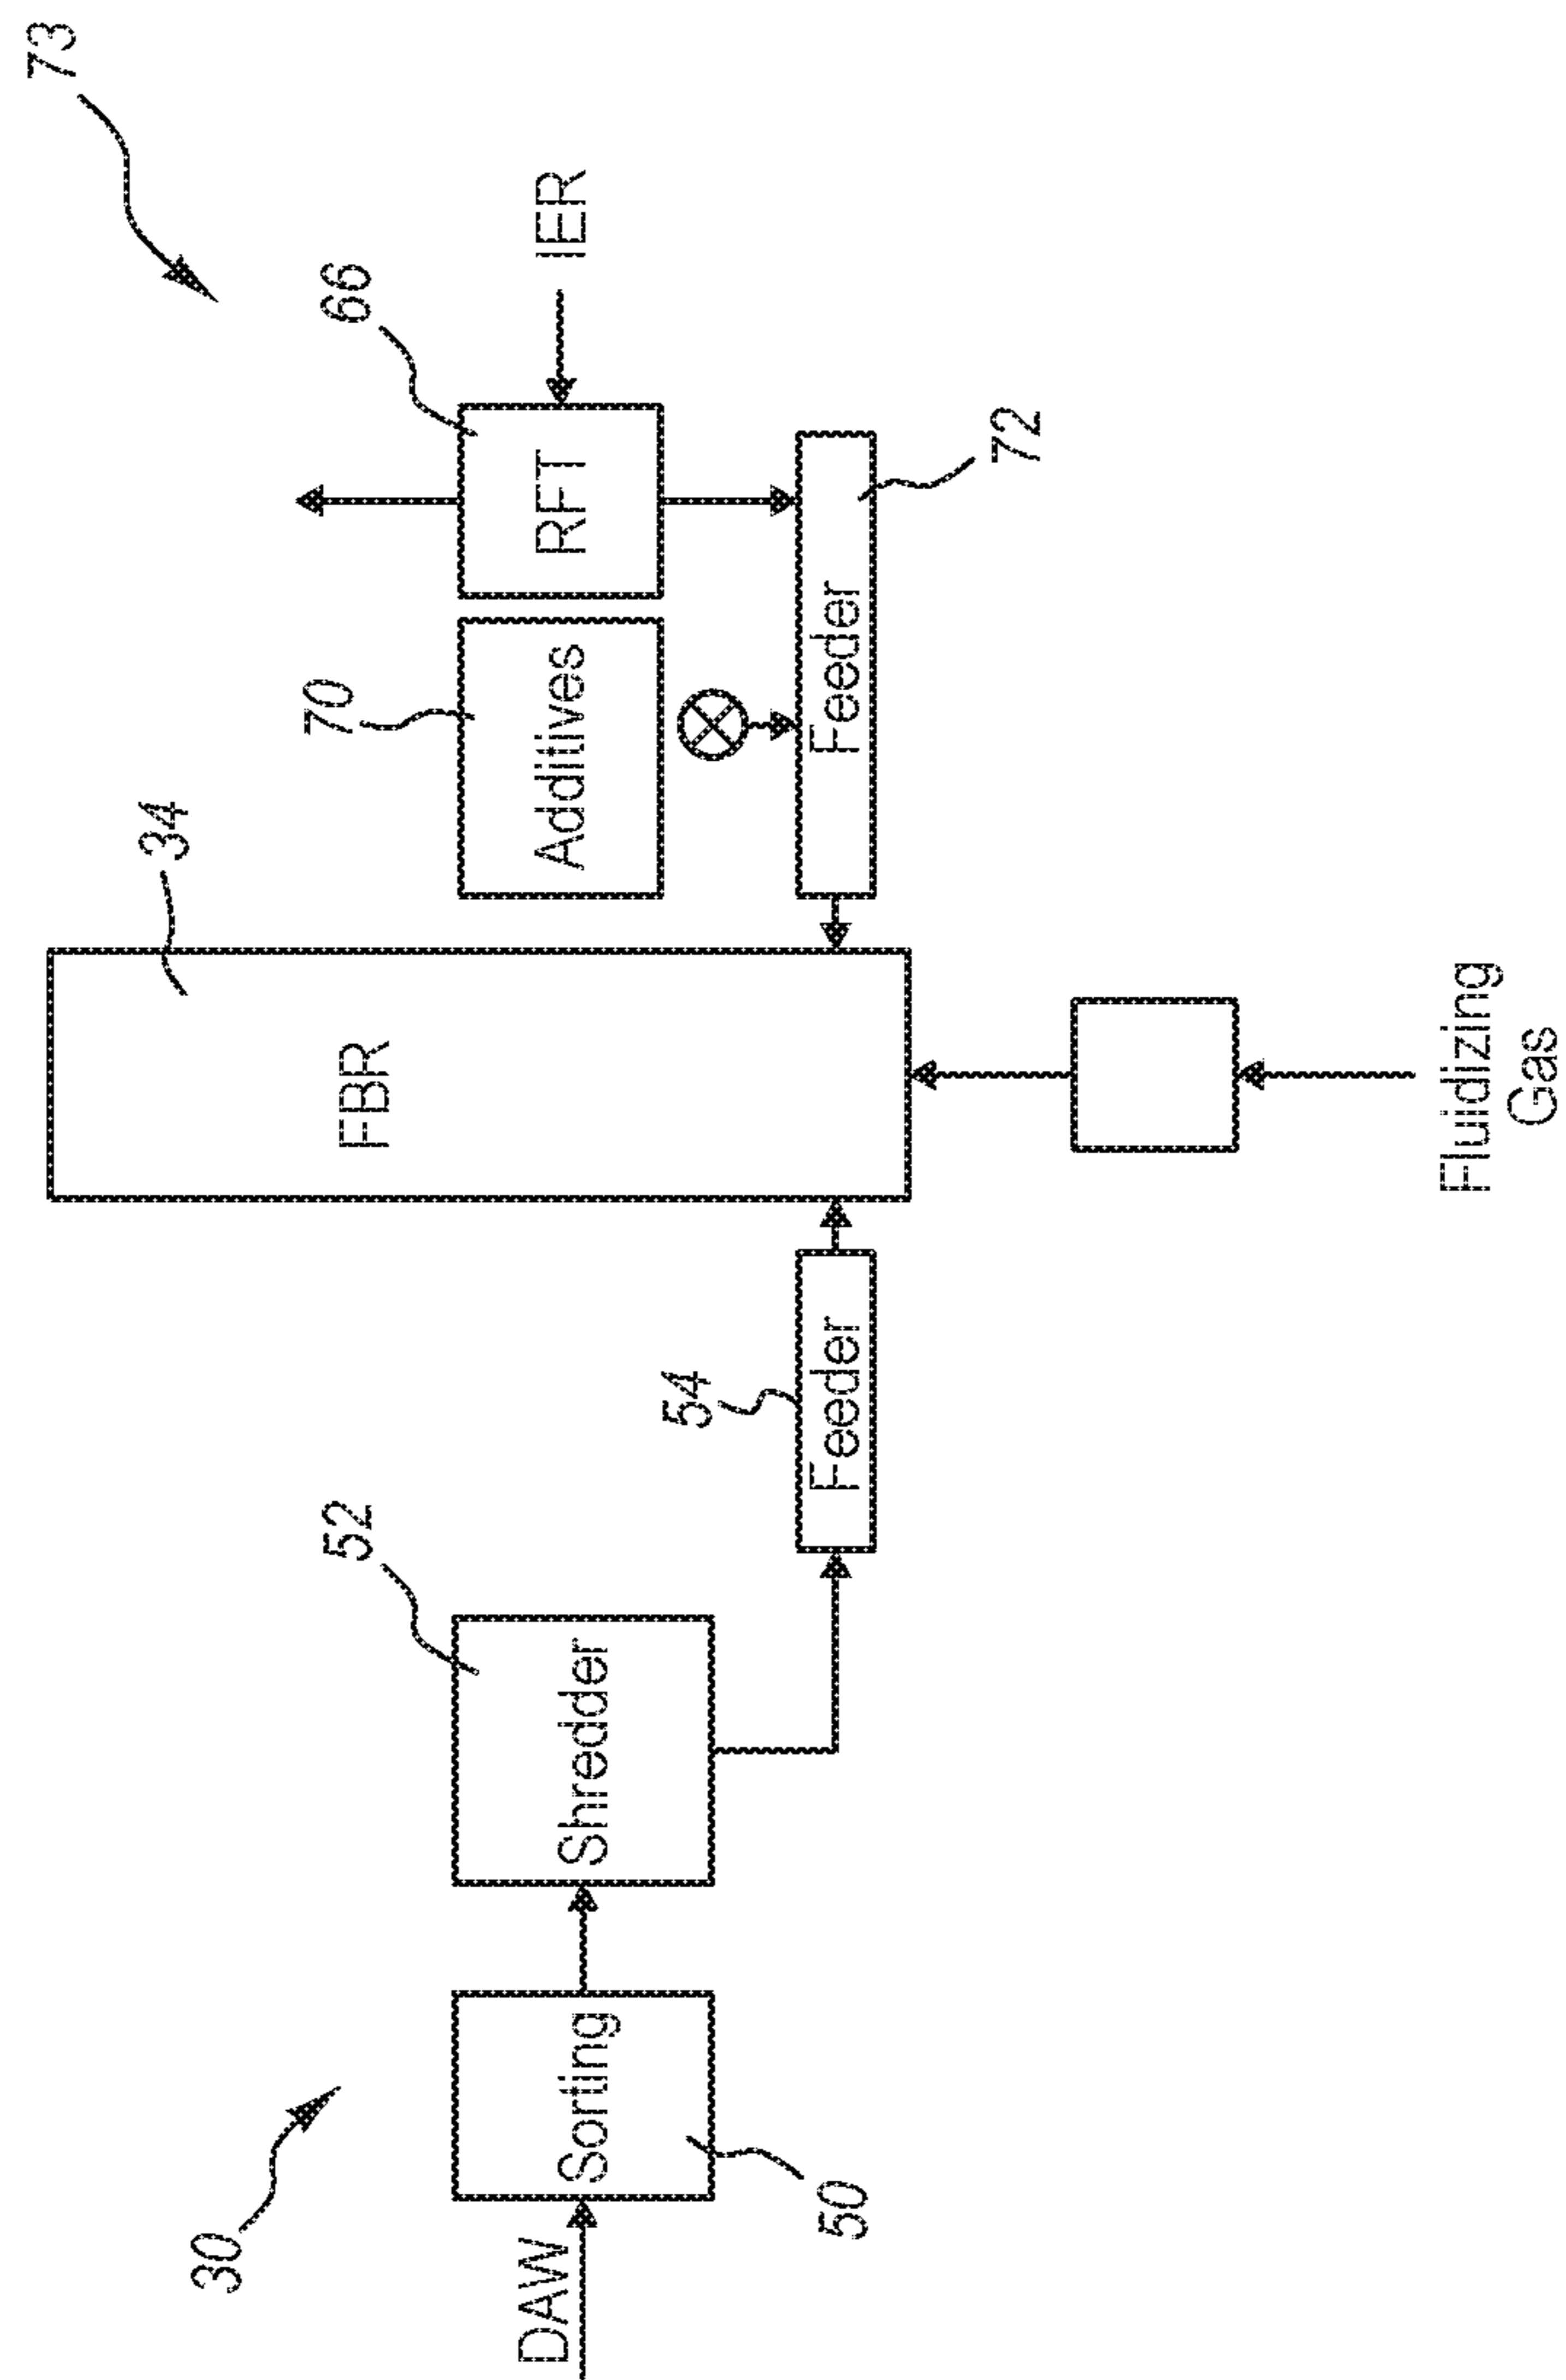 73
34
70
66
52
30
FBR
Additives
RFT
IER
DAW
Sorting
Shredder
54
Feeder
Feeder
50
72
Fluidizing
Gas